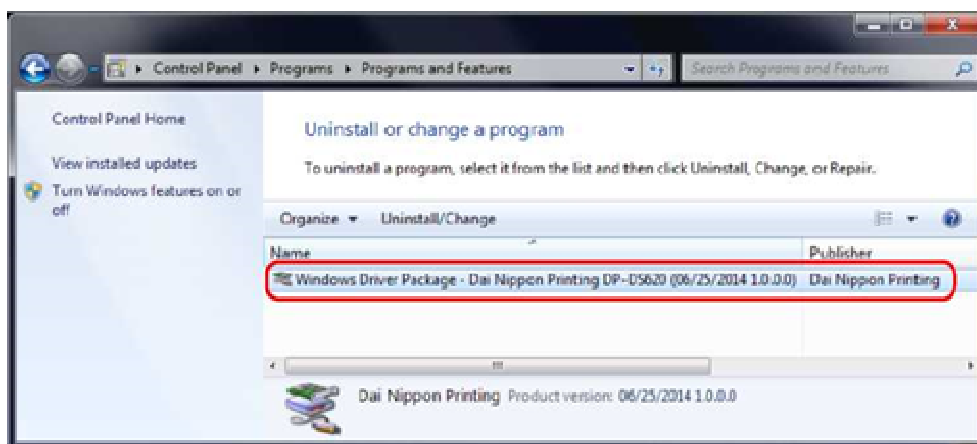 Control Panel ▸ Programs ▸ Programs and Features
Search Programs and Features
Control Panel Home
View installed updates
Turn Windows features on or
off
Uninstall or change a program
To uninstall a program, select it from the list and then click Uninstall, Change, or Repair.
Organize ▾ Uninstall/Change
Name Publisher
Windows Driver Package - Dai Nippon Printing DP-DS620 (06/25/2014 1.0.0.0) Dai Nippon Printing
Dai Nippon Printing Product version: 06/25/2014 1.0.0.0